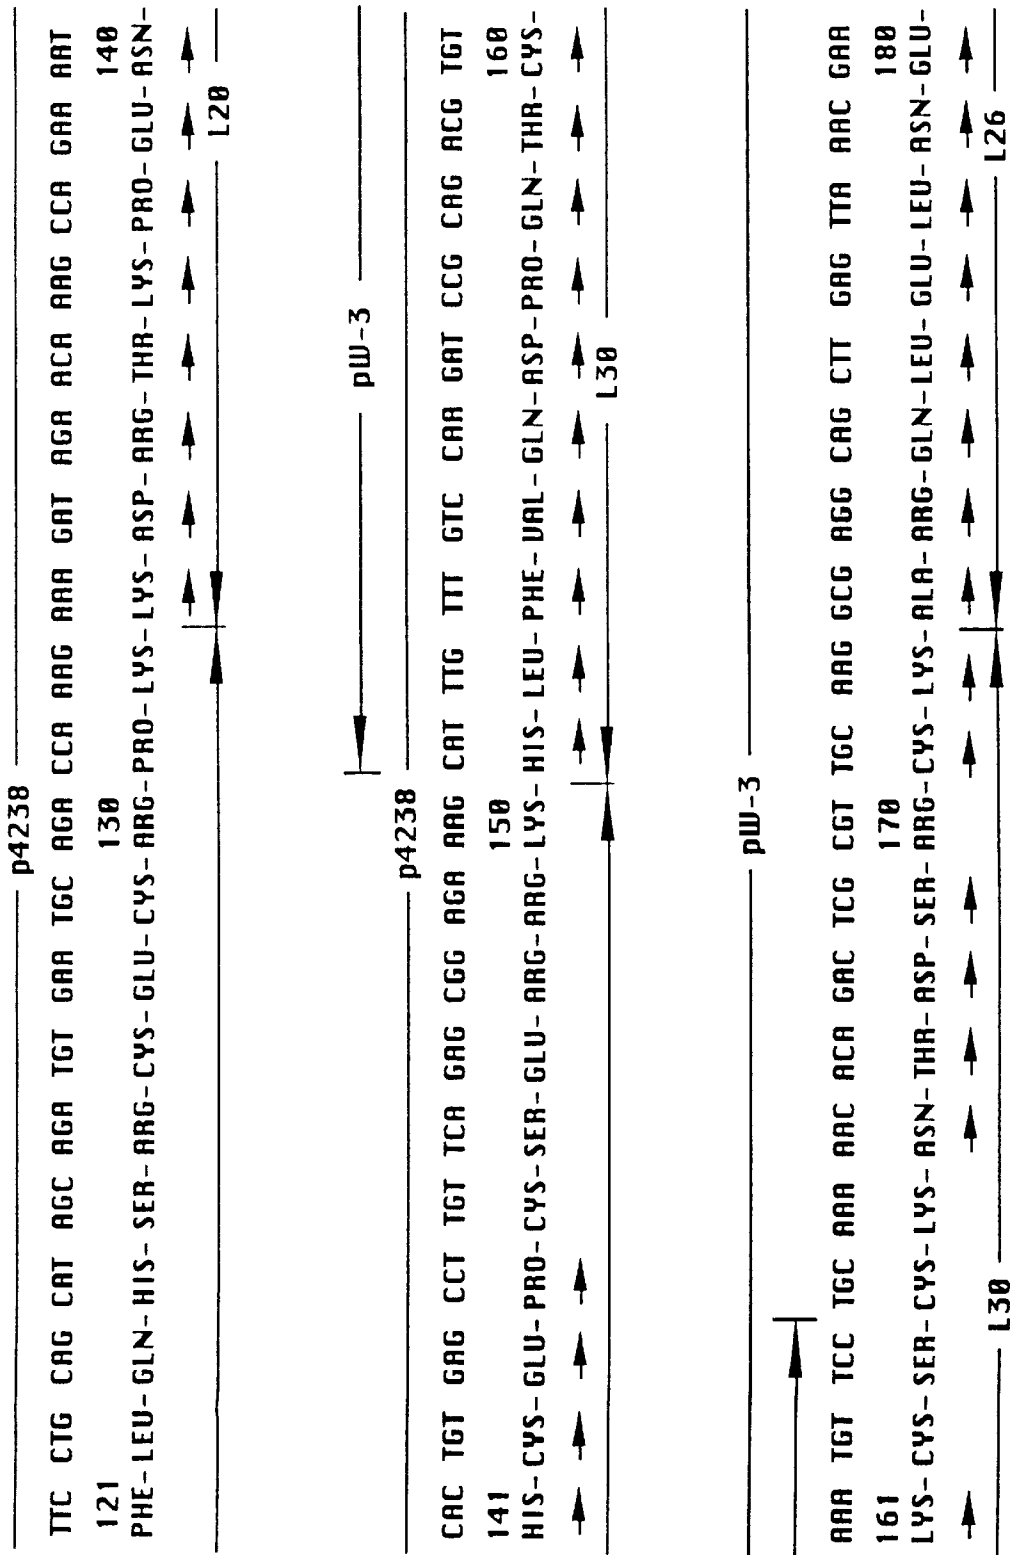 p4238
TTC CTG CAG CAT AGC AGA TGT GAA TGC AGA CCA AAG AAA GAT AGA ACA AAG CCA GAA AAT
121 130 140
PHE-LEU-GLN-HIS-SER-ARG-CYS-GLU-CYS-ARG-PRO-LYS-LYS-ASP-ARG-THR-LYS-PRO-GLU-ASN-
L20
pW-3
p4238
CAC TGT GAG CCT TGT TCA GAG CGG AGA AAG CAT TTG TTT GTC CAA GAT CCG CAG ACG TGT
141 150 160
HIS-CYS-GLU-PRO-CYS-SER-GLU-ARG-ARG-LYS-HIS-LEU-PHE-VAL-GLN-ASP-PRO-GLN-THR-CYS-
L30
pW-3
AAA TGT TCC TGC AAA AAC ACA GAC TCG CGT TGC AAG GCG AGG CAG CTT GAG TTA AAC GAA
161 170 180
LYS-CYS-SER-CYS-LYS-ASN-THR-ASP-SER-ARG-CYS-LYS-ALA-ARG-GLN-LEU-GLU-LEU-ASN-GLU-
L30 L26